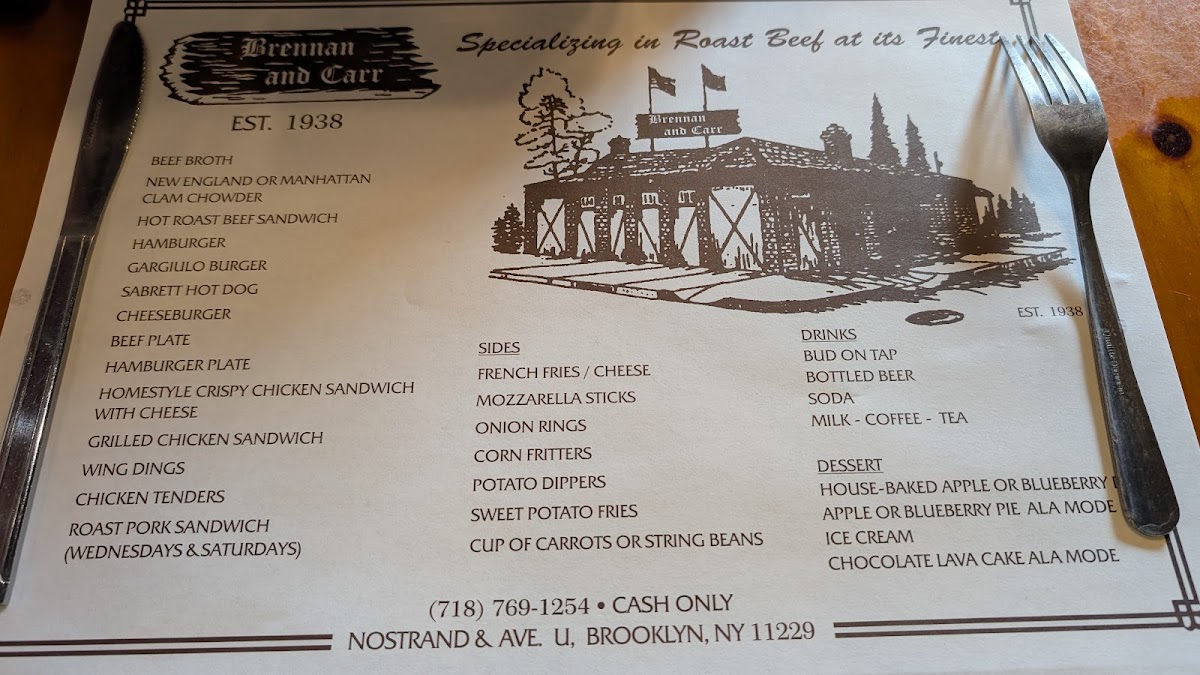 Brennan
and Carr
EST. 1938
Specializing in Roast Beef at its Finest
Brennan
and Carr
EST. 1938
BEEF BROTH
NEW ENGLAND OR MANHATTAN
CLAM CHOWDER
HOT ROAST BEEF SANDWICH
HAMBURGER
GARGIULO BURGER
SABRETT HOT DOG
CHEESEBURGER
BEEF PLATE
HAMBURGER PLATE
HOMESTYLE CRISPY CHICKEN SANDWICH
WITH CHEESE
GRILLED CHICKEN SANDWICH
WING DINGS
CHICKEN TENDERS
ROAST PORK SANDWICH
(WEDNESDAYS & SATURDAYS)
SIDES
FRENCH FRIES / CHEESE
MOZZARELLA STICKS
ONION RINGS
CORN FRITTERS
POTATO DIPPERS
SWEET POTATO FRIES
CUP OF CARROTS OR STRING BEANS
DRINKS
BUD ON TAP
BOTTLED BEER
SODA
MILK - COFFEE - TEA
DESSERT
HOUSE-BAKED APPLE OR BLUEBERRY
APPLE OR BLUEBERRY PIE ALA MODE
ICE CREAM
CHOCOLATE LAVA CAKE ALA MODE
(718) 769-1254 • CASH ONLY
NOSTRAND & AVE. U, BROOKLYN, NY 11229